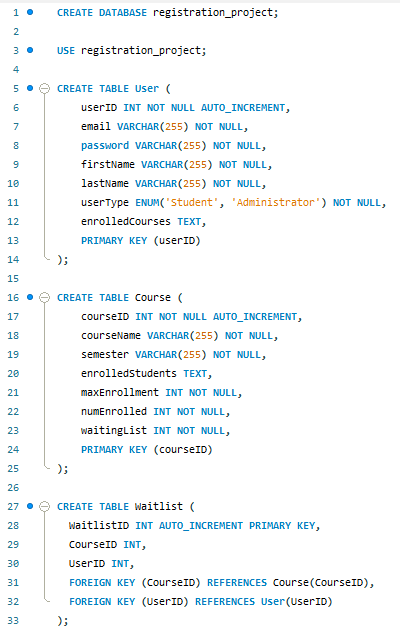 1 CREATE DATABASE registration_project;
2
3 USE registration_project;
4
5 CREATE TABLE User (
6 userID INT NOT NULL AUTO_INCREMENT,
7 email VARCHAR(255) NOT NULL,
8 password VARCHAR(255) NOT NULL,
9 firstName VARCHAR(255) NOT NULL,
10 lastName VARCHAR(255) NOT NULL,
11 userType ENUM('Student', 'Administrator') NOT NULL,
12 enrolledCourses TEXT,
13 PRIMARY KEY (userID)
14 );
15
16 CREATE TABLE Course (
17 courseID INT NOT NULL AUTO_INCREMENT,
18 courseName VARCHAR(255) NOT NULL,
19 semester VARCHAR(255) NOT NULL,
20 enrolledStudents TEXT,
21 maxEnrollment INT NOT NULL,
22 numEnrolled INT NOT NULL,
23 waitingList INT NOT NULL,
24 PRIMARY KEY (courseID)
25 );
26
27 CREATE TABLE Waitlist (
28 WaitlistID INT AUTO_INCREMENT PRIMARY KEY,
29 CourseID INT,
30 UserID INT,
31 FOREIGN KEY (CourseID) REFERENCES Course(CourseID),
32 FOREIGN KEY (UserID) REFERENCES User(UserID)
33 );